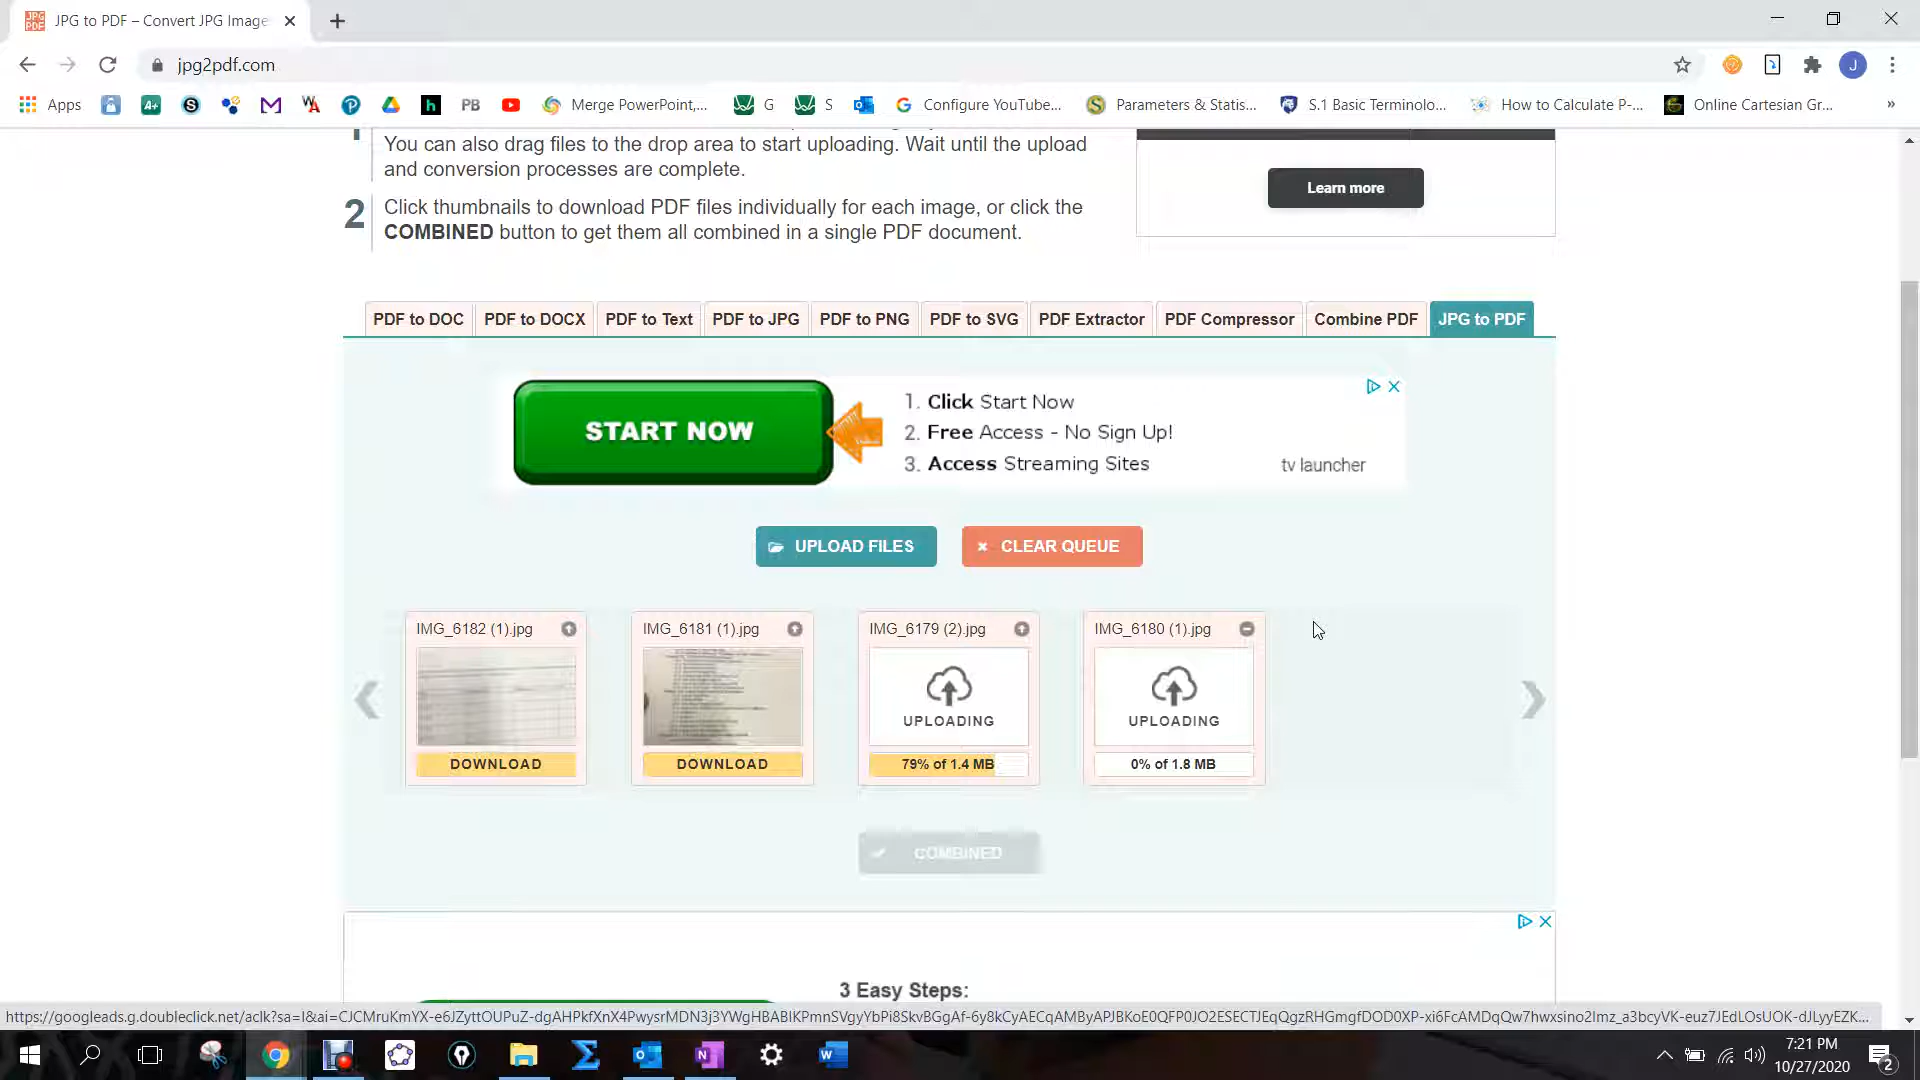 JPG to PDF – Convert JPG Image
jpg2pdf.com
J
Apps
A+
S
h
PB
Merge PowerPoint,...
G
S
Configure YouTube...
Parameters & Statis...
S.1 Basic Terminolo...
How to Calculate P-...
Online Cartesian Gr...
»
1
You can also drag files to the drop area to start uploading. Wait until the upload
and conversion processes are complete.
2
Click thumbnails to download PDF files individually for each image, or click the
COMBINED button to get them all combined in a single PDF document.
Learn more
PDF to DOC
PDF to DOCX
PDF to Text
PDF to JPG
PDF to PNG
PDF to SVG
PDF Extractor
PDF Compressor
Combine PDF
JPG to PDF
START NOW
1. Click Start Now
2. Free Access - No Sign Up!
3. Access Streaming Sites
tv launcher
UPLOAD FILES
CLEAR QUEUE
IMG_6182 (1).jpg
IMG_6181 (1).jpg
IMG_6179 (2).jpg
IMG_6180 (1).jpg
UPLOADING
UPLOADING
DOWNLOAD
DOWNLOAD
79% of 1.4 MB
0% of 1.8 MB
COMBINED
3 Easy Steps:
7:21 PM
10/27/2020
2